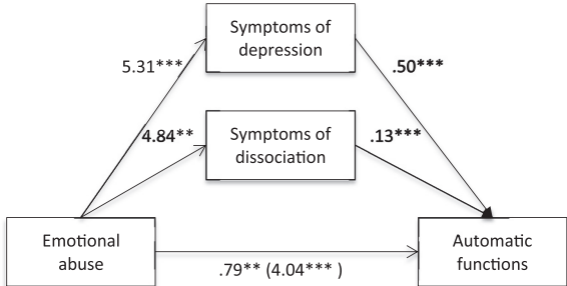 Symptoms of
depression
5.31***
.50***
4.84**
Symptoms of
dissociation
.13***
Emotional
abuse
Automatic
functions
.79** (4.04*** )